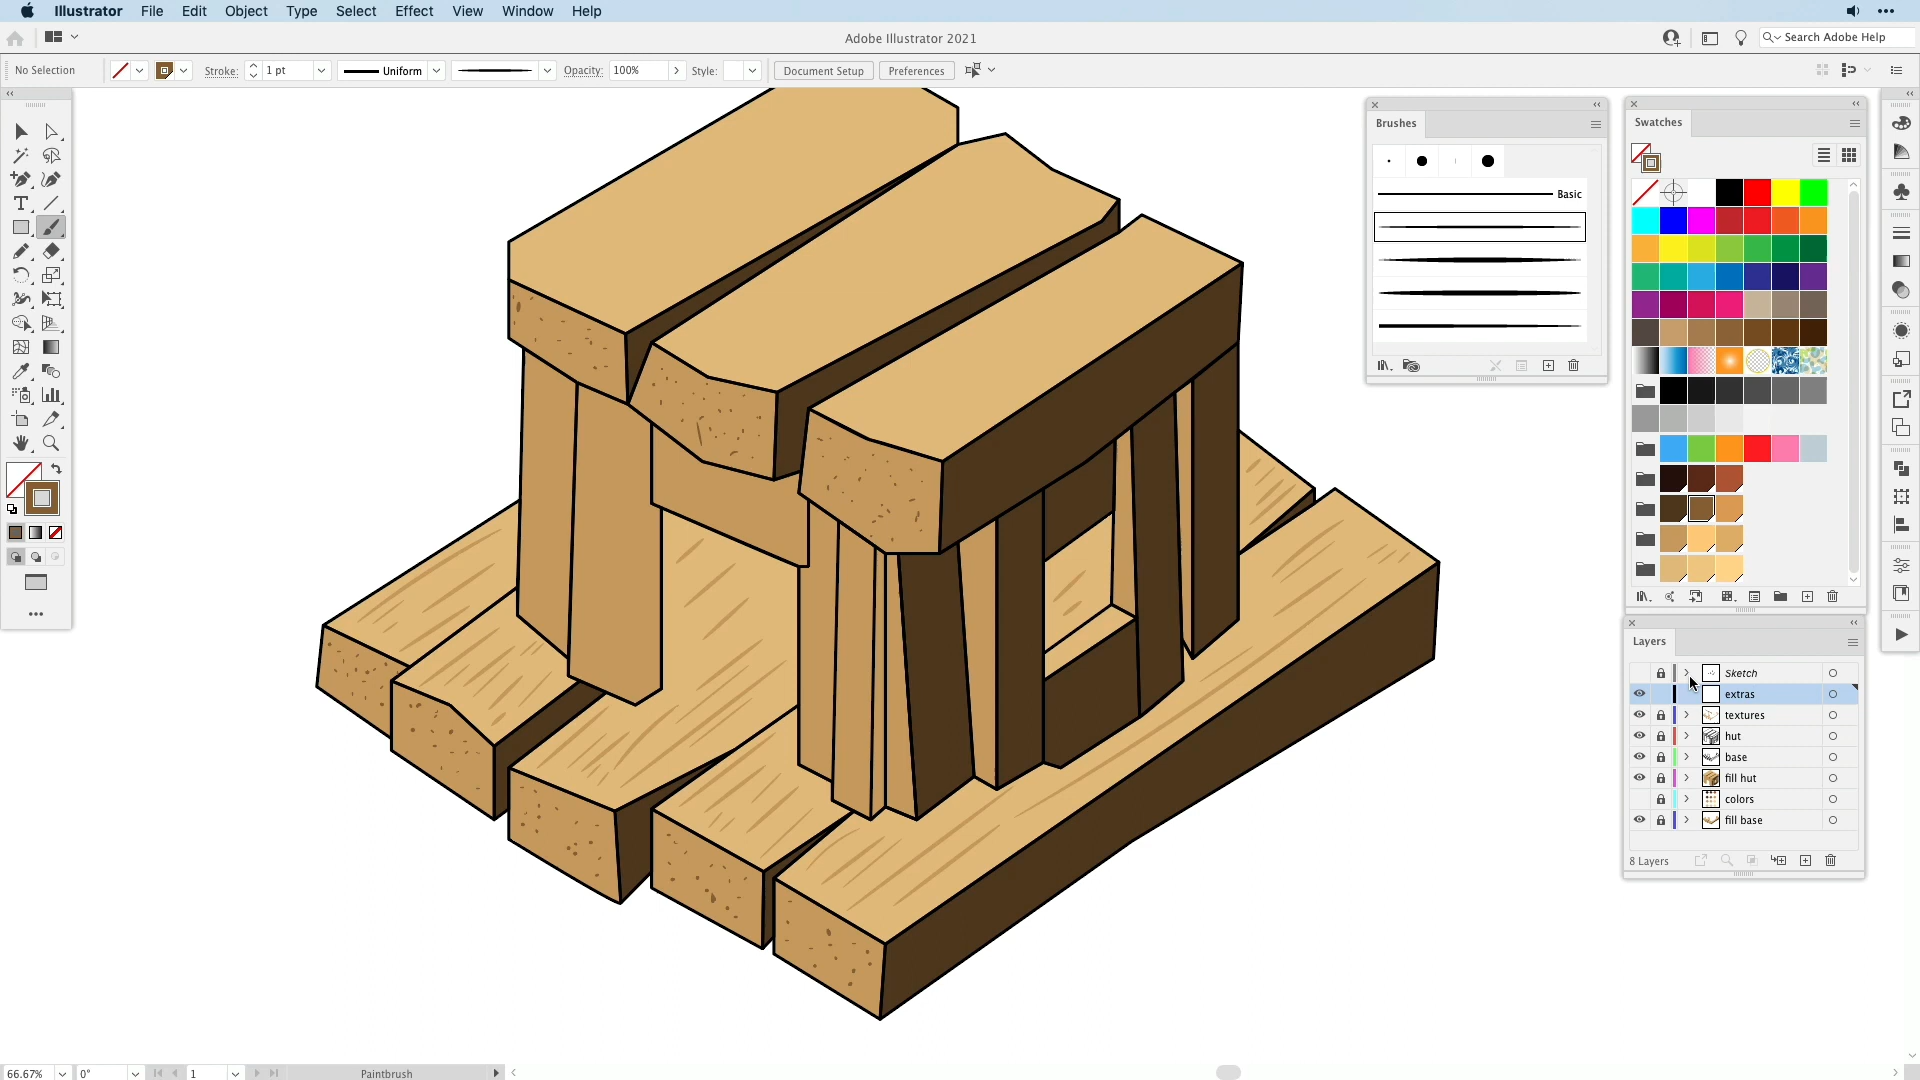 Illustrator File Edit Object Type Select Effect View Window Help
Adobe Illustrator 2021
Search Adobe Help
No Selection Stroke: 1 pt Uniform Opacity: 100% Style: Document Setup Preferences
Brushes
Basic
Swatches
Layers
Sketch
extras
textures
hut
base
fill hut
colors
fill base
8 Layers
66.67% 0° 1 Paintbrush